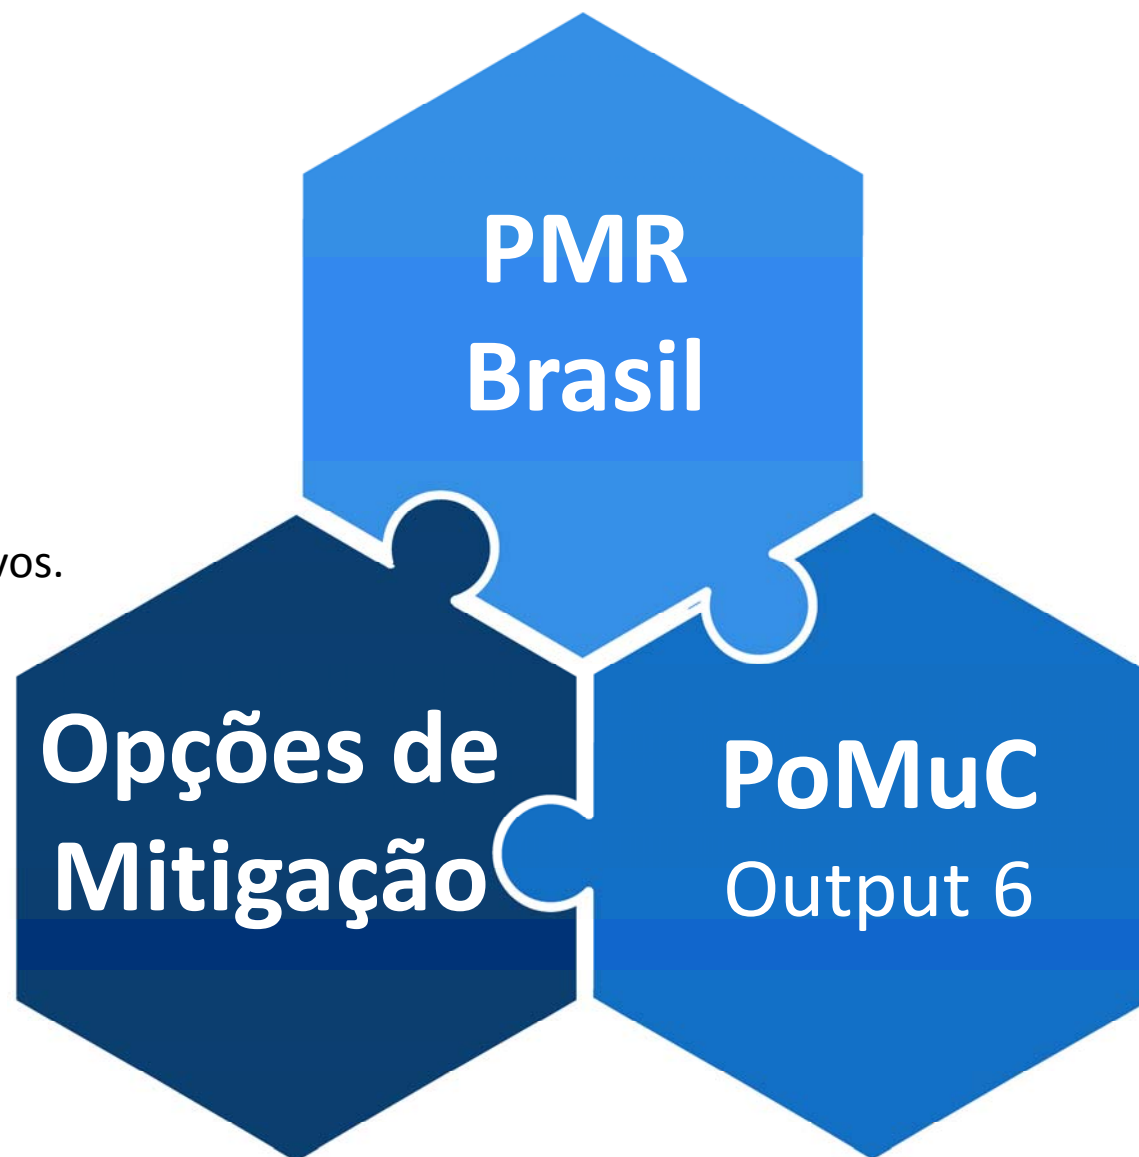 PMR
Brasil
vos.
Opções de
Mitigação
PoMuC
Output 6